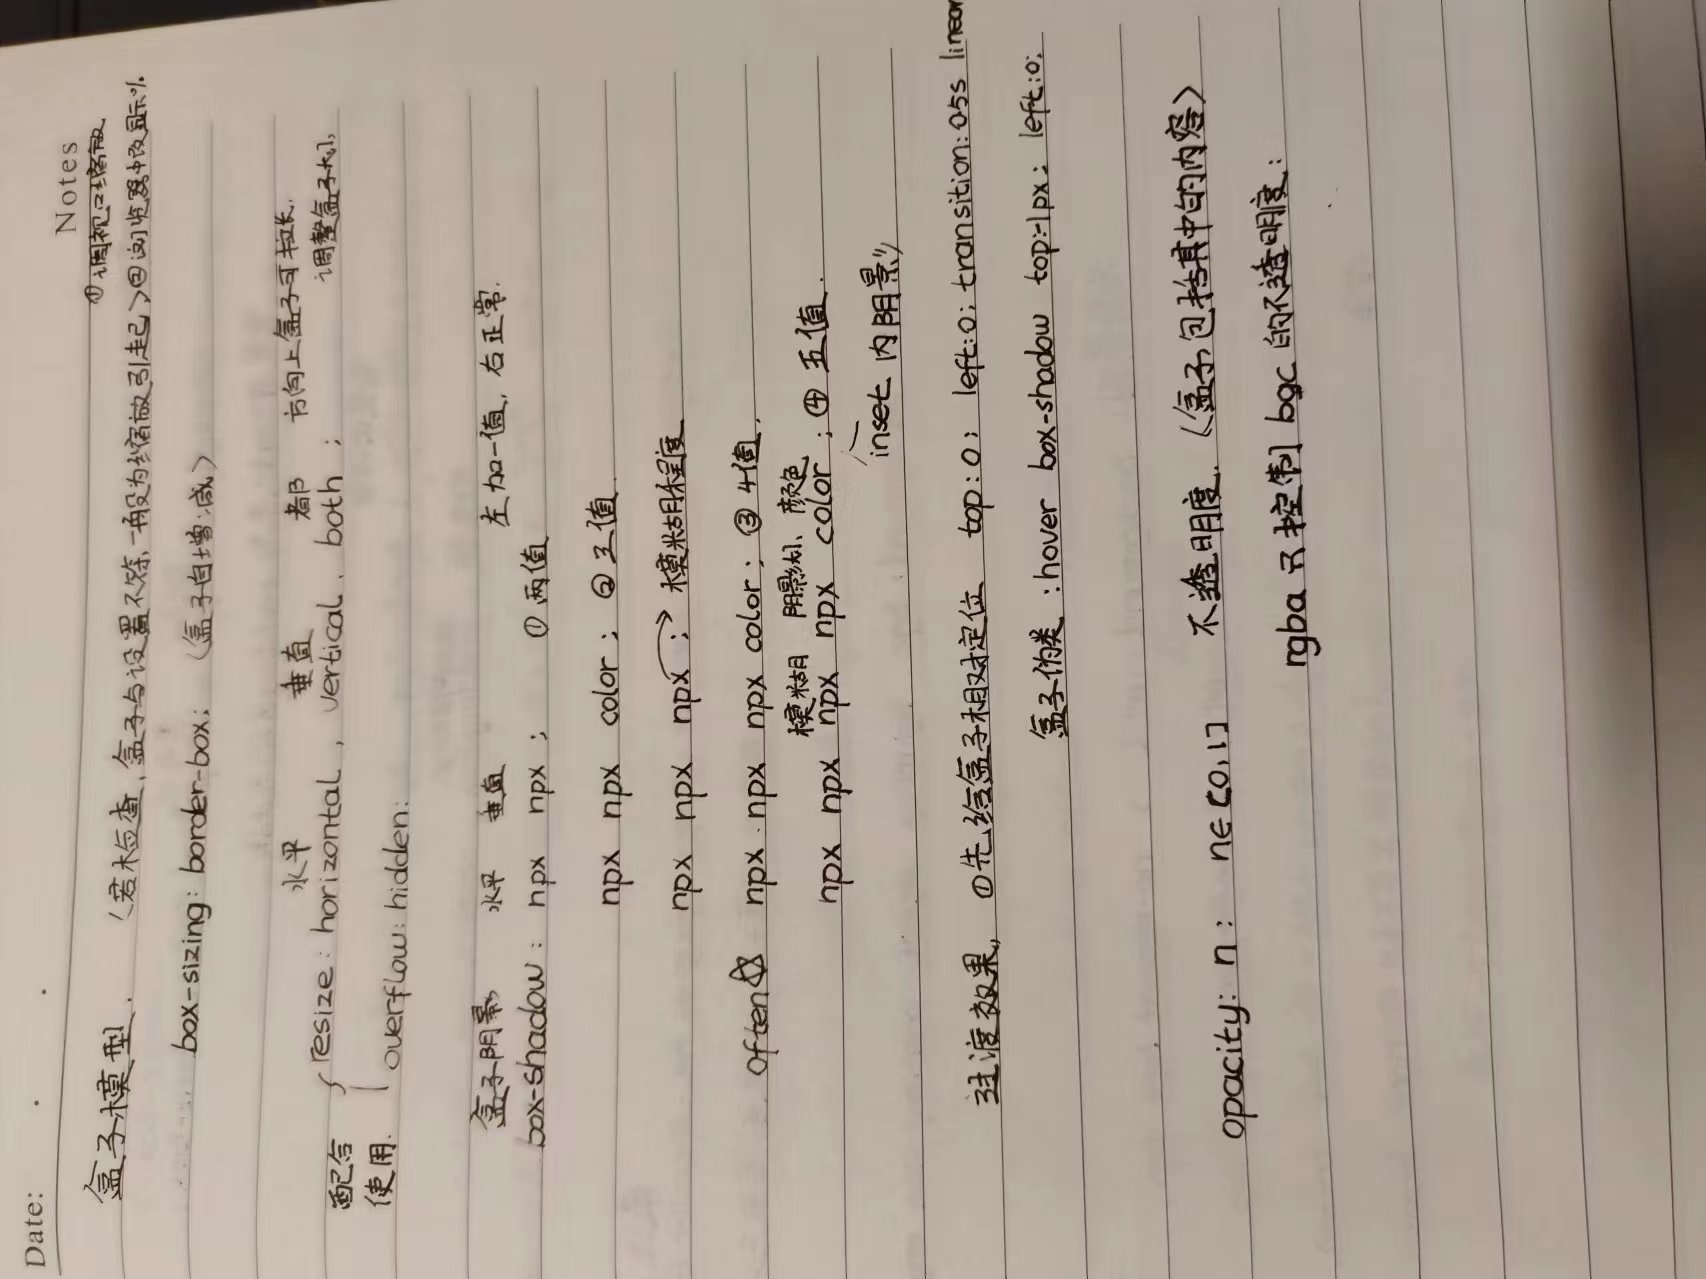 Date:
Notes
①调视口缩放
盒子模型. (若检查,盒子与设置不符,一般为缩放引起)②浏览器中改显示%
box-sizing: border-box; (盒子自增减)
水平 垂直 都 方向上盒子可拉长.
配合使用. { resize: horizontal, vertical, both ; 调整盒子大小
overflow: hidden;
盒子阴影 水平 垂直 左加-值, 右正常.
box-shadow: npx npx ; ①两值
npx npx color; ②三值.
npx npx npx ; → 模糊程度
often☆ npx npx npx color; ③4值.
模糊 阴影大小 颜色
npx npx npx npx color ; ④五值.
inset 内阴影
过渡效果, ①先给盒子相对定位 top:0; left:0; transition:05s linear
盒子伪类 :hover box-shadow top:-1px; left:0;
opacity: n; n∈[0,1] 不透明度. (盒子包括其中的内容)
rgba 只控制 bgc 的不透明度;